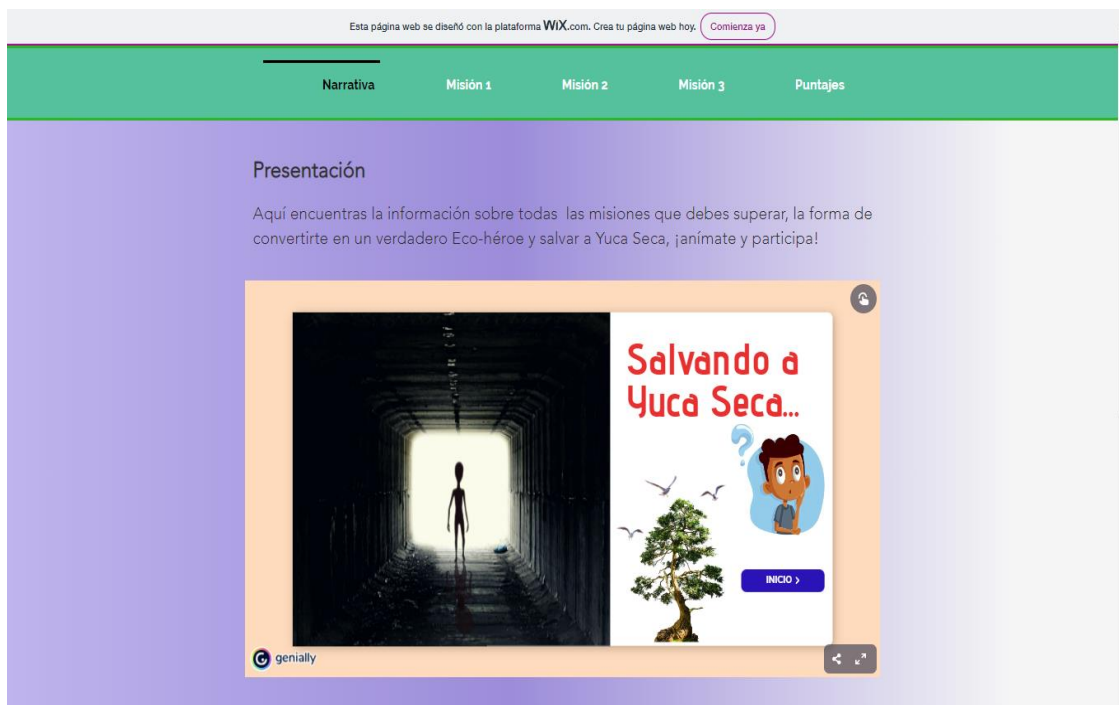 Esta página web se diseñó con la plataforma WiX.com. Crea tu página web hoy. Comienza ya
Narrativa Misión 1 Misión 2 Misión 3 Puntajes
Presentación
Aquí encuentras la información sobre todas las misiones que debes superar, la forma de
convertirte en un verdadero Eco-héroe y salvar a Yuca Seca, ¡anímate y participa!
Salvando a
Yuca Seca...
INICIO >
genially